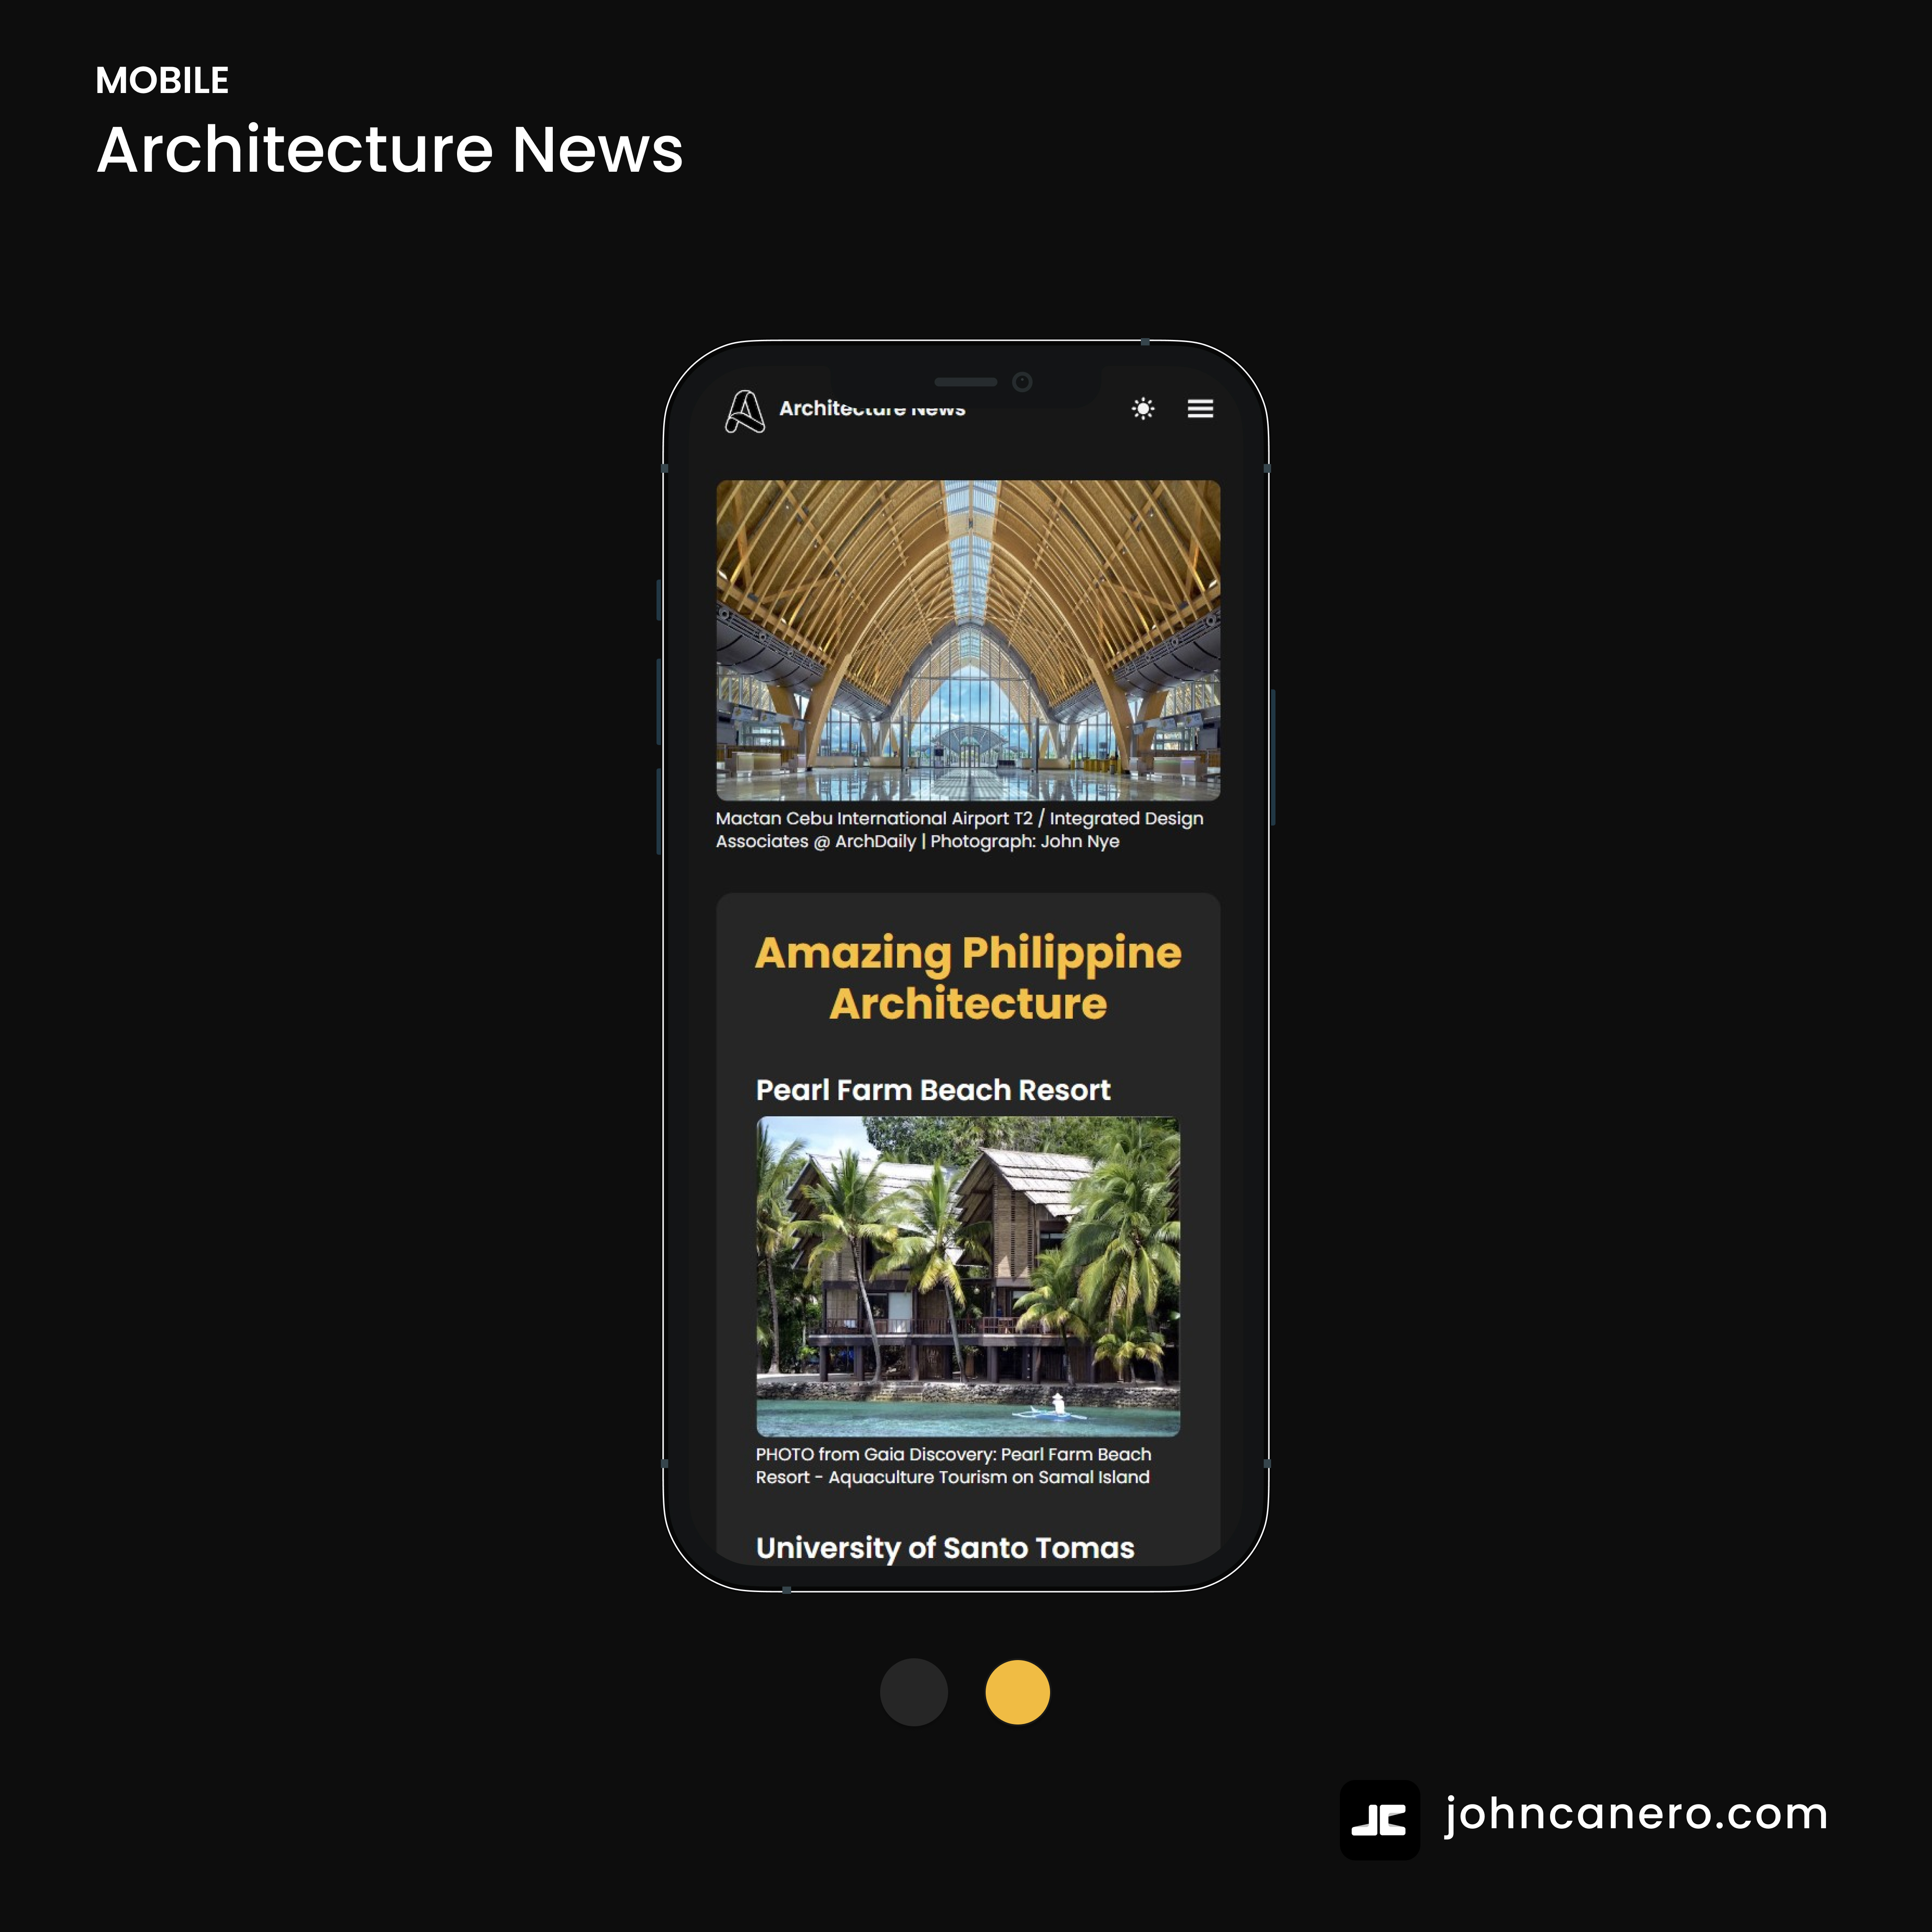 MOBILE
Architecture News
Architecture News
Mactan Cebu International Airport T2 / Integrated Design
Associates @ ArchDaily | Photograph: John Nye
Amazing Philippine
Architecture
Pearl Farm Beach Resort
PHOTO from Gaia Discovery: Pearl Farm Beach
Resort - Aquaculture Tourism on Samal Island
University of Santo Tomas
JC johncanero.com